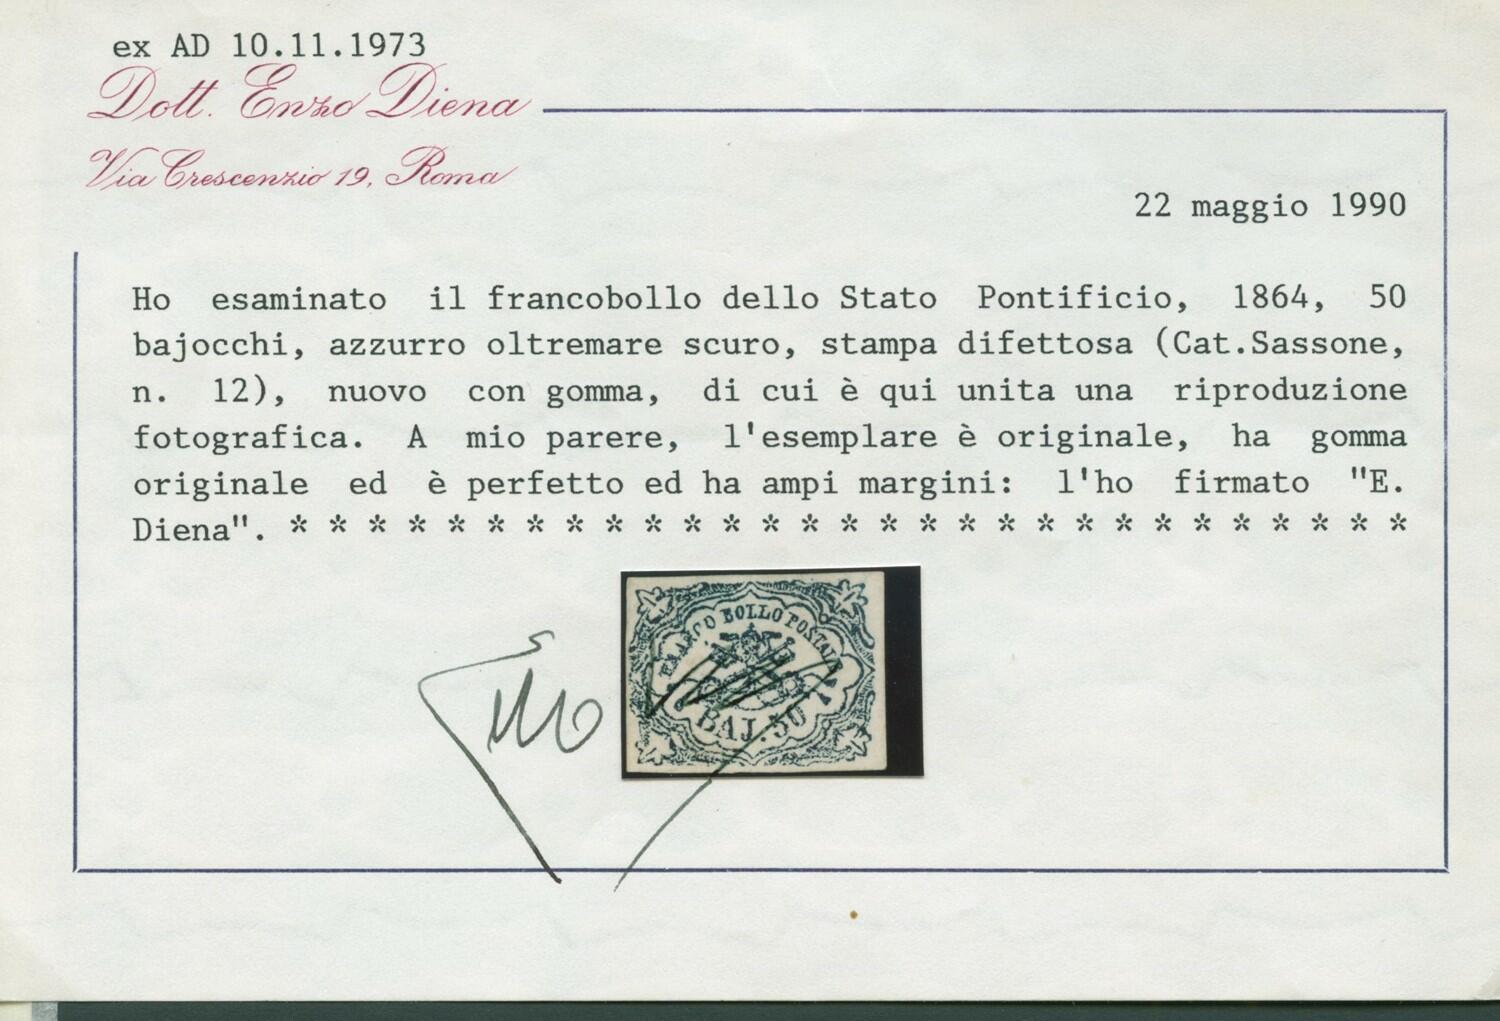 ex AD 10.11.1973
Dott. Enzo Diena
Via Crescenzio 19, Roma
22 maggio 1990
Ho esaminato il francobollo dello Stato Pontificio, 1864, 50
bajocchi, azzurro oltremare scuro, stampa difettosa (Cat.Sassone,
n. 12), nuovo con gomma, di cui è qui unita una riproduzione
fotografica. A mio parere, l'esemplare è originale, ha gomma
originale ed è perfetto ed ha ampi margini: l'ho firmato "E.
Diena". * * * * * * * * * * * * * * * * * * * * * * * * * * * * *
FRANCO BOLLO POSTALE
BAJ. 50